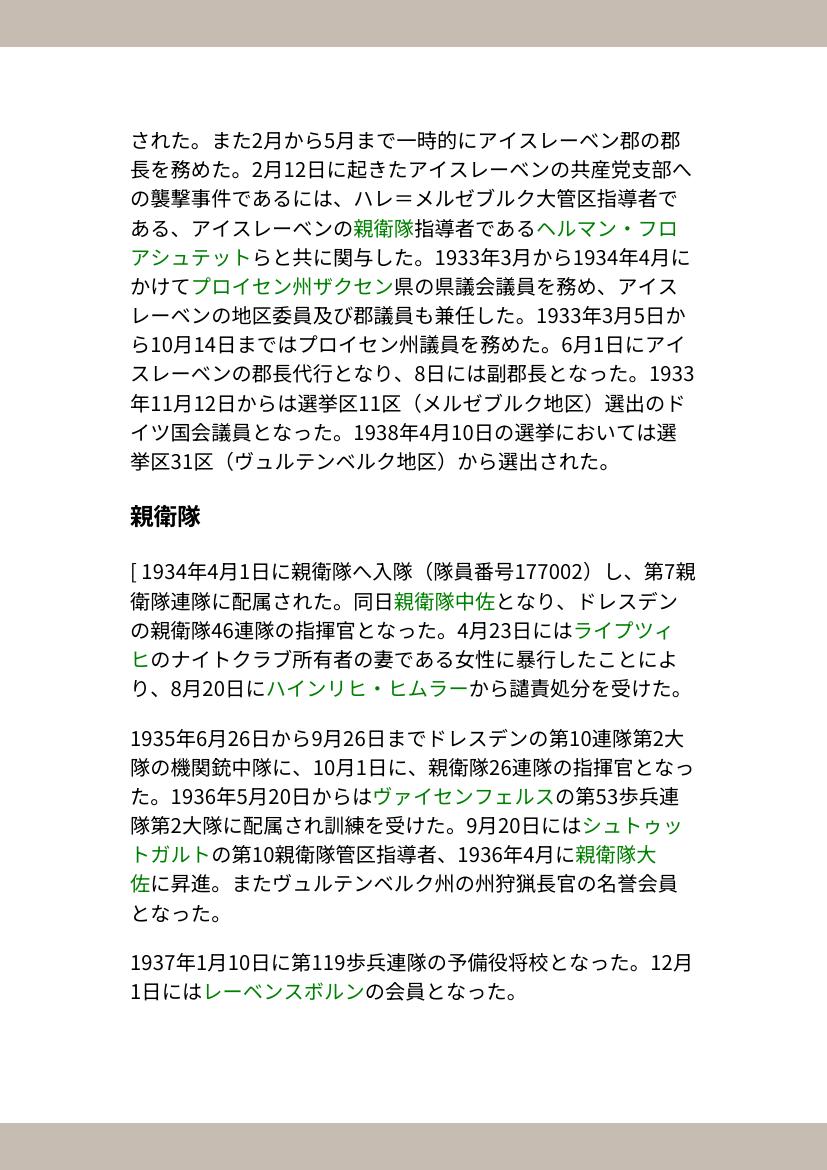 された。また2月から5月まで一時的にアイスレーベン郡の郡
長を務めた。2月12日に起きたアイスレーベンの共産党支部へ
の襲撃事件であるには、ハレ＝メルゼブルク大管区指導者で
ある、アイスレーベンの親衛隊指導者であるヘルマン・フロ
アシュテットらと共に関与した。1933年3月から1934年4月に
かけてプロイセン州ザクセン県の県議会議員を務め、アイス
レーベンの地区委員及び郡議員も兼任した。1933年3月5日か
ら10月14日まではプロイセン州議員を務めた。6月1日にアイ
スレーベンの郡長代行となり、8日には副郡長となった。1933
年11月12日からは選挙区11区（メルゼブルク地区）選出のド
イツ国会議員となった。1938年4月10日の選挙においては選
挙区31区（ヴュルテンベルク地区）から選出された。
親衛隊
[ 1934年4月1日に親衛隊へ入隊（隊員番号177002）し、第7親
衛隊連隊に配属された。同日親衛隊中佐となり、ドレスデン
の親衛隊46連隊の指揮官となった。4月23日にはライプツィ
ヒのナイトクラブ所有者の妻である女性に暴行したことによ
り、8月20日にハインリヒ・ヒムラーから譴責処分を受けた。
1935年6月26日から9月26日までドレスデンの第10連隊第2大
隊の機関銃中隊に、10月1日に、親衛隊26連隊の指揮官となっ
た。1936年5月20日からはヴァイセンフェルスの第53歩兵連
隊第2大隊に配属され訓練を受けた。9月20日にはシュトゥッ
トガルトの第10親衛隊管区指導者、1936年4月に親衛隊大
佐に昇進。またヴュルテンベルク州の州狩猟長官の名誉会員
となった。
1937年1月10日に第119歩兵連隊の予備役将校となった。12月
1日にはレーベンスボルンの会員となった。